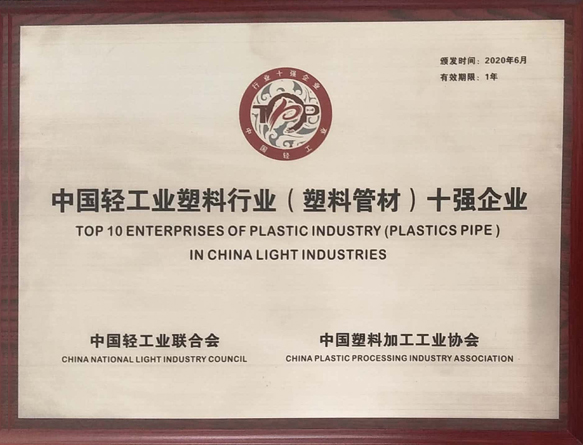 颁发时间：2020年6月
有效期限：1年
行业十强企业
TOP
中国轻工业
中国轻工业塑料行业（塑料管材）十强企业
TOP 10 ENTERPRISES OF PLASTIC INDUSTRY (PLASTICS PIPE )
IN CHINA LIGHT INDUSTRIES
中国轻工业联合会
CHINA NATIONAL LIGHT INDUSTRY COUNCIL
中国塑料加工工业协会
CHINA PLASTIC PROCESSING INDUSTRY ASSOCIATION